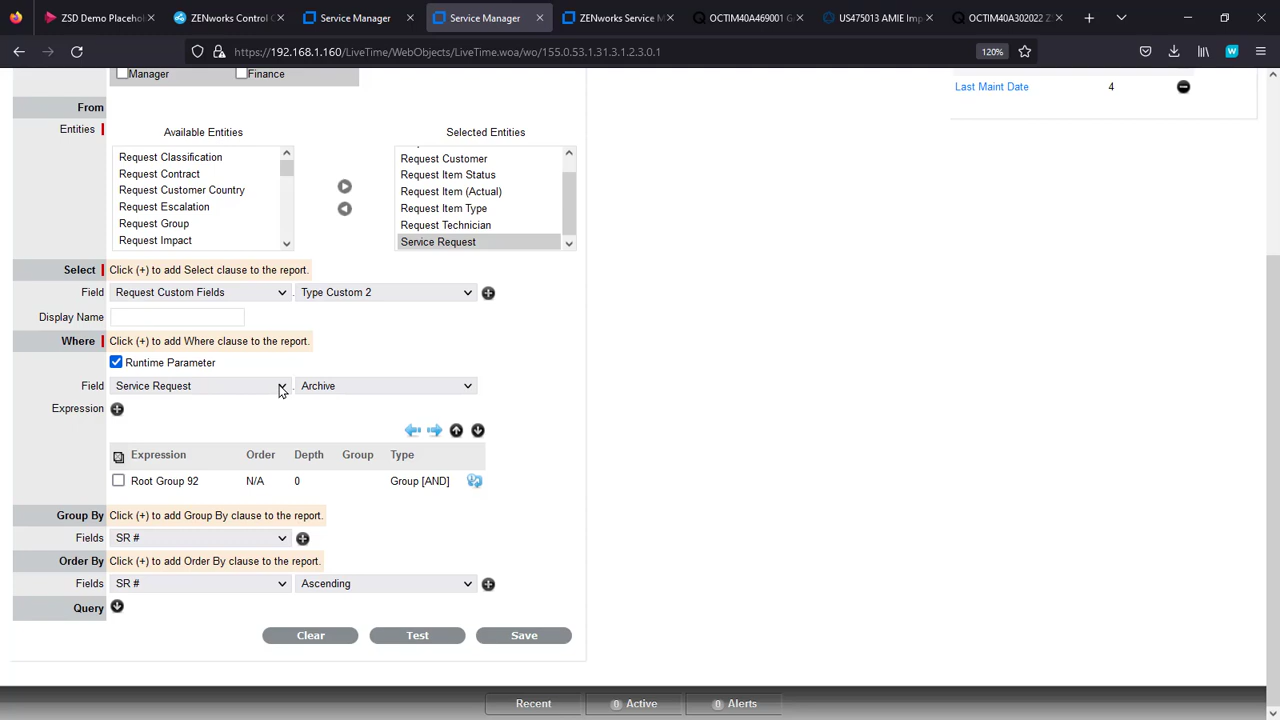 ZSD Demo Placehol
ZENworks Control C
Service Manager
Service Manager
ZENworks Service M
OCTIM40A469001 G
US475013 AMIE Imp
OCTIM40A302022 Z
https://192.168.1.160/LiveTime/WebObjects/LiveTime.woa/wo/155.0.53.1.31.3.1.2.3.0.1
120%
Manager
Finance
Last Maint Date
4
From
Entities
Available Entities
Selected Entities
Request Classification
Request Contract
Request Customer Country
Request Escalation
Request Group
Request Impact
Request Customer
Request Item Status
Request Item (Actual)
Request Item Type
Request Technician
Service Request
Select
Click (+) to add Select clause to the report.
Field
Request Custom Fields
Type Custom 2
Display Name
Where
Click (+) to add Where clause to the report.
Runtime Parameter
Field
Service Request
Archive
Expression
Expression Order Depth Group Type
Root Group 92 N/A 0 Group [AND]
Group By
Click (+) to add Group By clause to the report.
Fields
SR #
Order By
Click (+) to add Order By clause to the report.
Fields
SR #
Ascending
Query
Clear
Test
Save
Recent
0 Active
0 Alerts